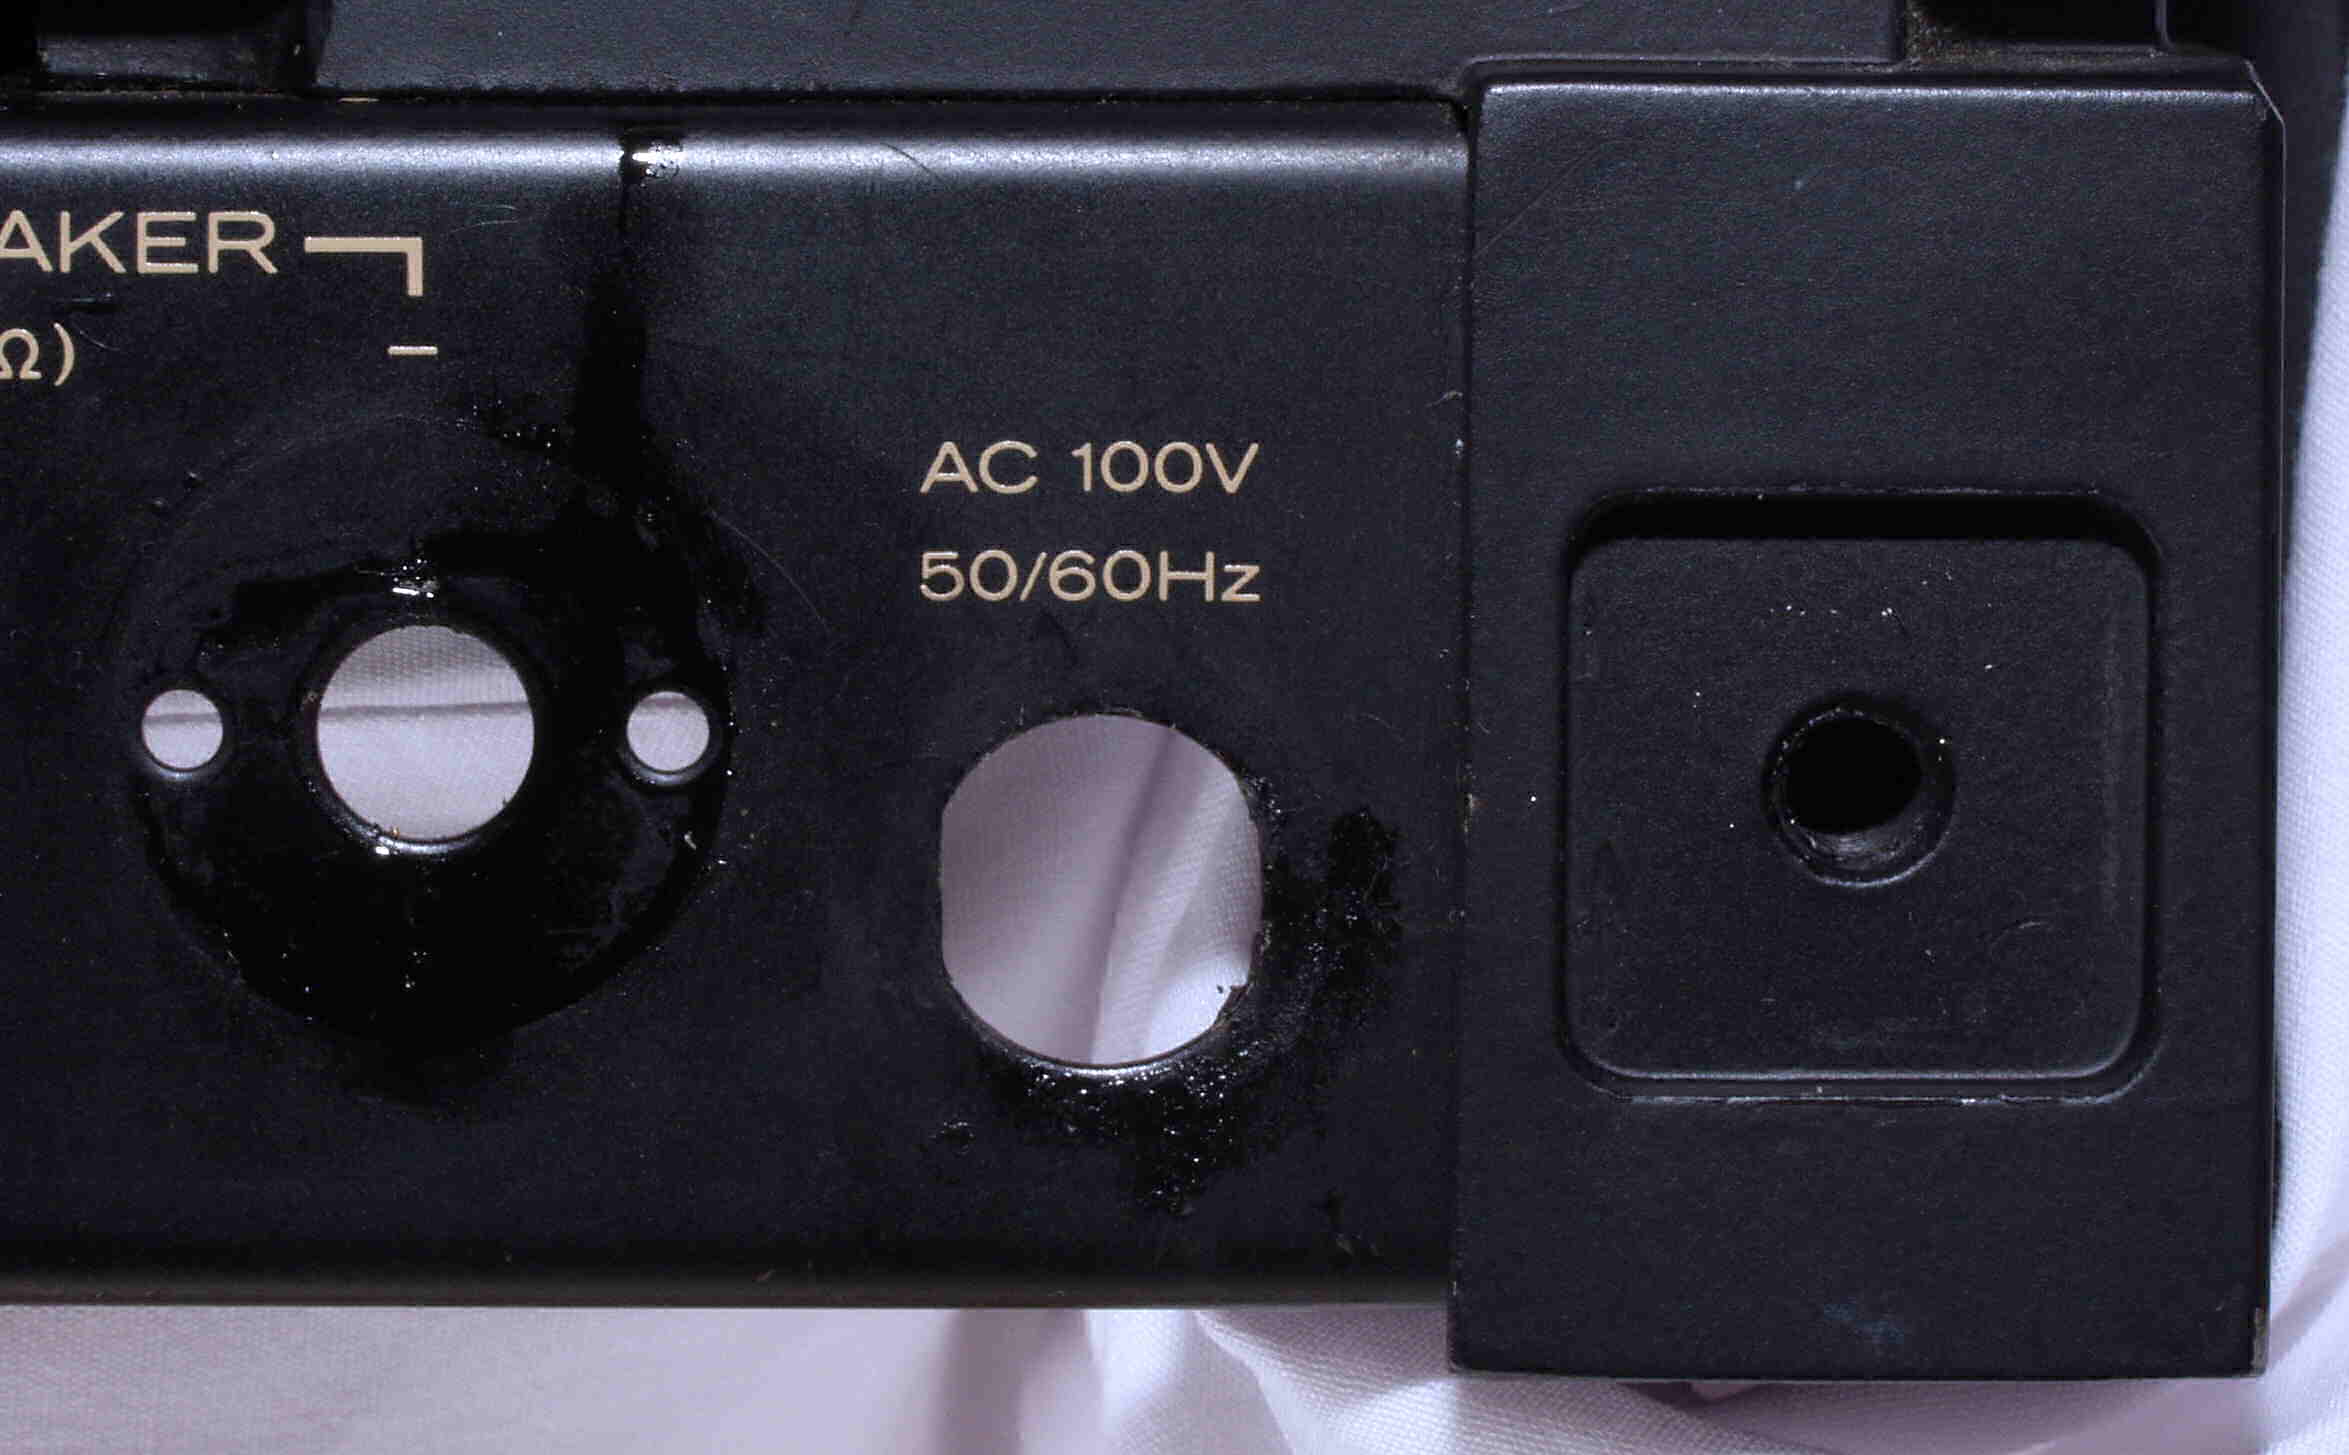 AKER
Ω)
–
AC 100V
50/60Hz